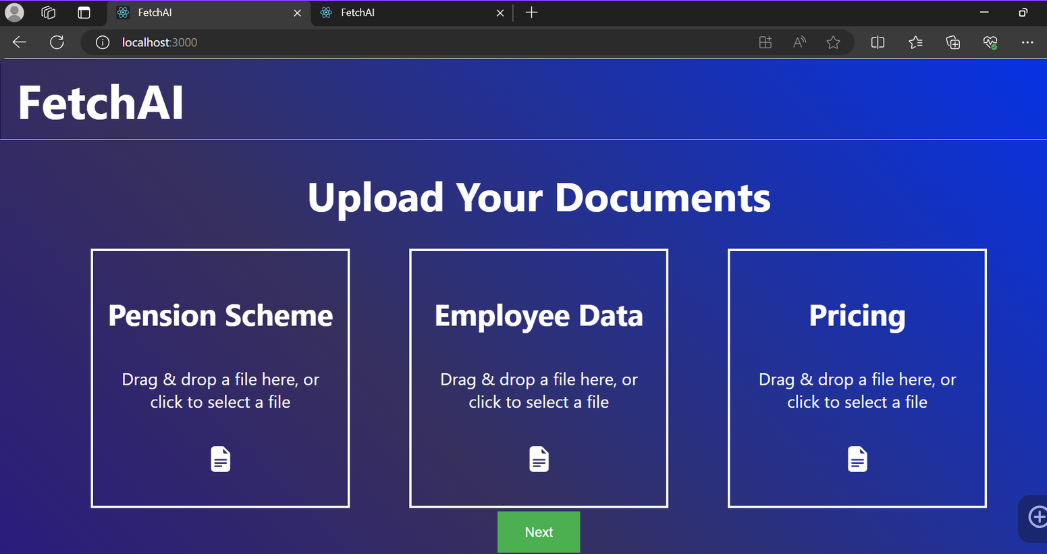 FetchAI
FetchAI
localhost:3000
FetchAI
Upload Your Documents
Pension Scheme
Drag & drop a file here, or
click to select a file
Employee Data
Drag & drop a file here, or
click to select a file
Pricing
Drag & drop a file here, or
click to select a file
Next